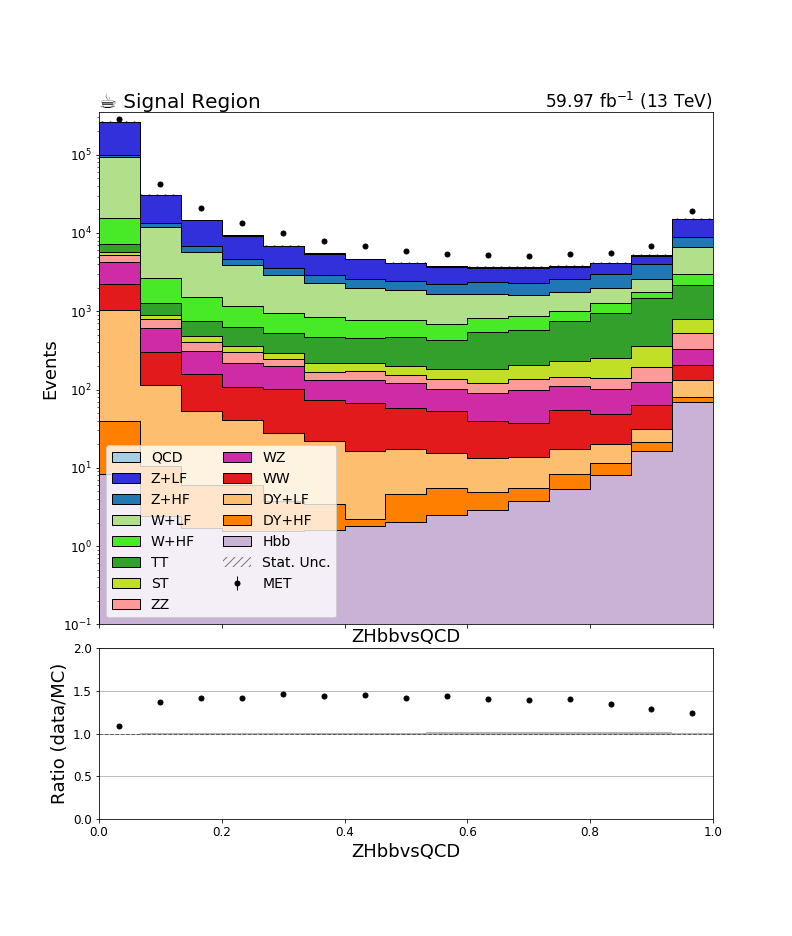 ☕ Signal Region
59.97 fb⁻¹ (13 TeV)
Events
10⁵
10⁴
10³
10²
10¹
10⁰
10⁻¹
QCD
Z+LF
Z+HF
W+LF
W+HF
TT
ST
ZZ
WZ
WW
DY+LF
DY+HF
Hbb
Stat. Unc.
MET
ZHbbvsQCD
Ratio (data/MC)
2.0
1.5
1.0
0.5
0.0
0.0 0.2 0.4 0.6 0.8 1.0
ZHbbvsQCD